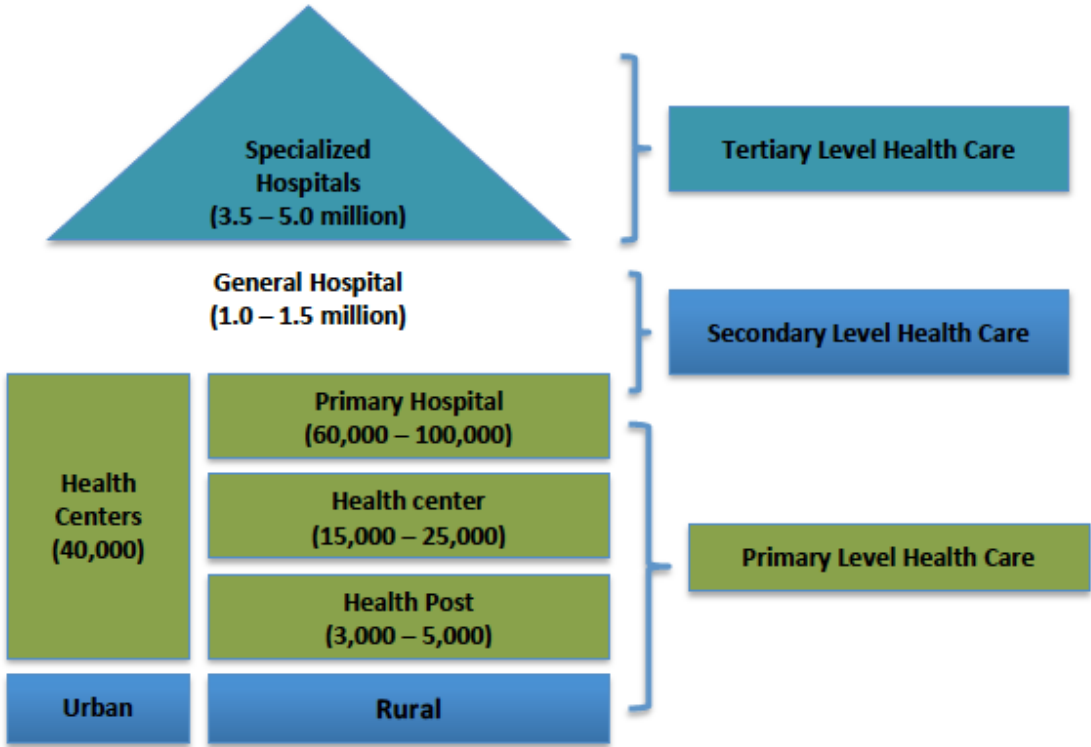 Specialized
Hospitals
(3.5 – 5.0 million)
Tertiary Level Health Care
General Hospital
(1.0 – 1.5 million)
Secondary Level Health Care
Health
Centers
(40,000)
Primary Hospital
(60,000 – 100,000)
Health center
(15,000 – 25,000)
Health Post
(3,000 – 5,000)
Primary Level Health Care
Urban
Rural